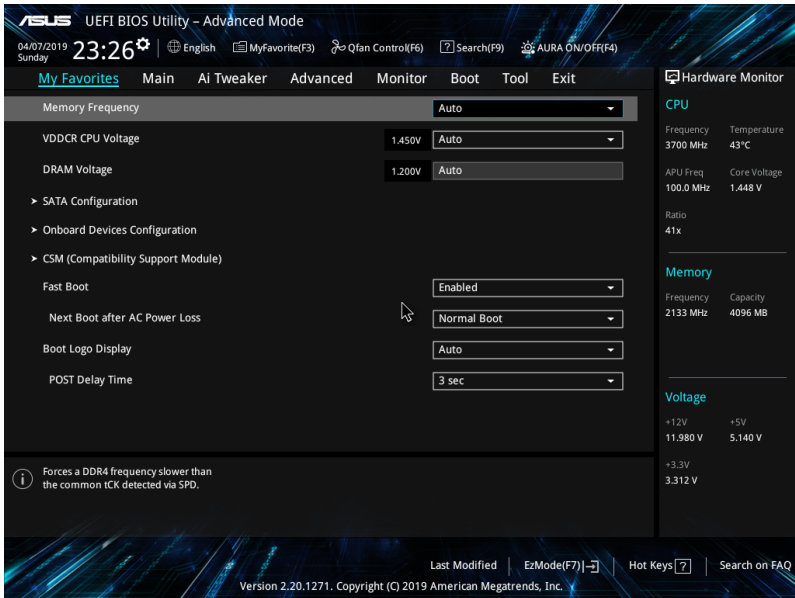 ASUS UEFI BIOS Utility – Advanced Mode
04/07/2019
Sunday
23:26
English
MyFavorite(F3)
Qfan Control(F6)
? Search(F9)
AURA ON/OFF(F4)
My Favorites Main Ai Tweaker Advanced Monitor Boot Tool Exit
Memory Frequency Auto
VDDCR CPU Voltage 1.450V Auto
DRAM Voltage 1.200V Auto
SATA Configuration
Onboard Devices Configuration
CSM (Compatibility Support Module)
Fast Boot Enabled
Next Boot after AC Power Loss Normal Boot
Boot Logo Display Auto
POST Delay Time 3 sec
i
Forces a DDR4 frequency slower than
the common tCK detected via SPD.
Hardware Monitor
CPU
Frequency Temperature
3700 MHz 43°C
APU Freq Core Voltage
100.0 MHz 1.448 V
Ratio
41x
Memory
Frequency Capacity
2133 MHz 4096 MB
Voltage
+12V +5V
11.980 V 5.140 V
+3.3V
3.312 V
Last Modified EzMode(F7) Hot Keys ? Search on FAQ
Version 2.20.1271. Copyright (C) 2019 American Megatrends, Inc.